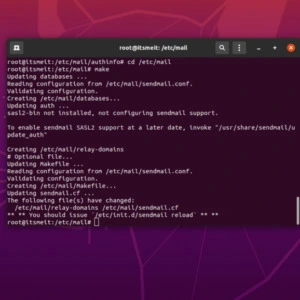 root@itsmeit: /etc/mail
root@itsmeit:/etc/mail/authinfo# cd /etc/mail
root@itsmeit:/etc/mail# make
Updating databases ...
Reading configuration from /etc/mail/sendmail.conf.
Validating configuration.
Creating /etc/mail/databases...
Updating auth ...
sasl2-bin not installed, not configuring sendmail support.
To enable sendmail SASL2 support at a later date, invoke "/usr/share/sendmail/u
pdate_auth"
Creating /etc/mail/relay-domains
# Optional file...
Updating Makefile ...
Reading configuration from /etc/mail/sendmail.conf.
Validating configuration.
Creating /etc/mail/Makefile...
Updating sendmail.cf ...
The following file(s) have changed:
/etc/mail/relay-domains /etc/mail/sendmail.cf
** ** You should issue `/etc/init.d/sendmail reload` ** **
root@itsmeit:/etc/mail#